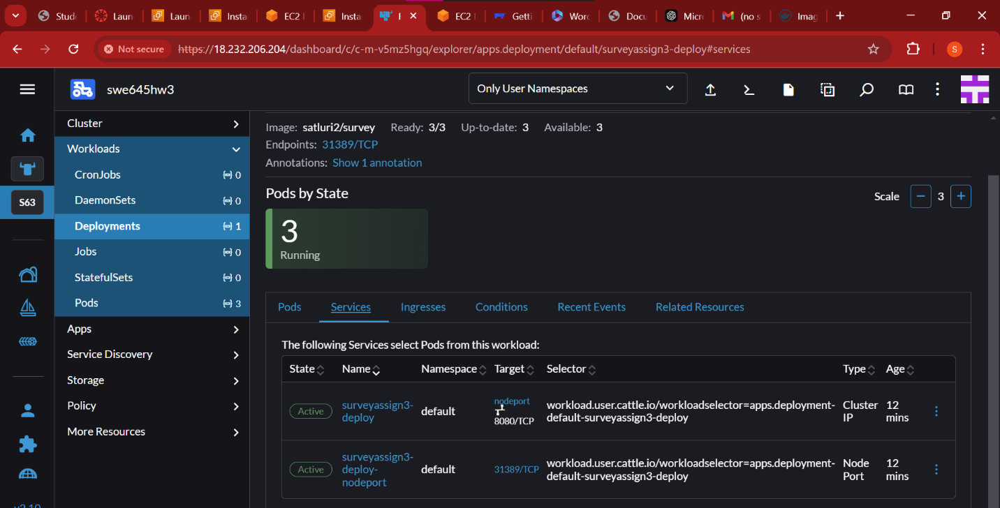 Stude
Laun
Laun
Insta
EC2 I
Insta
EC2 I
Getti
Word
Docu
Micro
(no s
Imag
Not secure
https://18.232.206.204/dashboard/c/c-m-v5mz5hgq/explorer/apps.deployment/default/surveyassign3-deploy#services
S
swe645hw3
Only User Namespaces
Cluster
Workloads
CronJobs 0
DaemonSets 0
S63
Deployments 1
Jobs 0
StatefulSets 0
Pods 3
Apps
Service Discovery
Storage
Policy
More Resources
Image: satluri2/survey Ready: 3/3 Up-to-date: 3 Available: 3
Endpoints: 31389/TCP
Annotations: Show 1 annotation
Pods by State
Scale 3
3
Running
Pods Services Ingresses Conditions Recent Events Related Resources
The following Services select Pods from this workload:
State Name Namespace Target Selector Type Age
Active
surveyassign3-
deploy
default
nodeport
8080/TCP
workload.user.cattle.io/workloadselector=apps.deployment-
default-surveyassign3-deploy
Cluster
IP
12
mins
Active
surveyassign3-
deploy-
nodeport
default
31389/TCP
workload.user.cattle.io/workloadselector=apps.deployment-
default-surveyassign3-deploy
Node
Port
12
mins